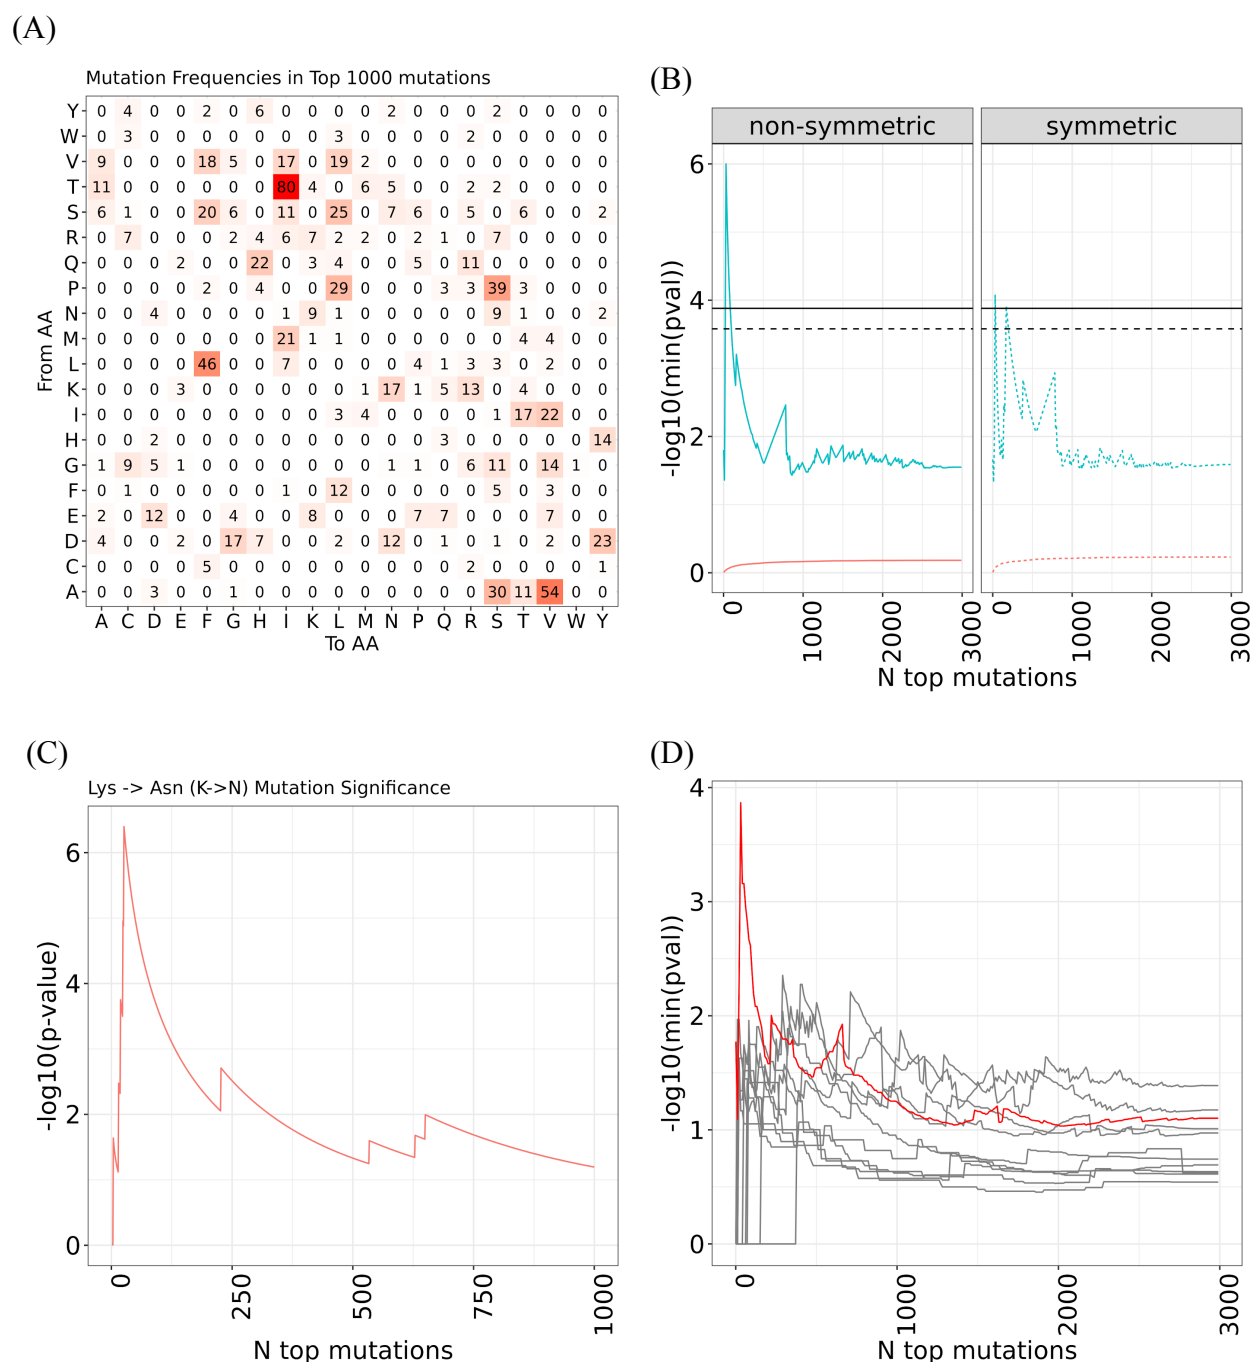 (A)
Mutation Frequencies in Top 1000 mutations
Y 0 4 0 0 2 0 6 0 0 0 0 2 0 0 0 2 0 0 0 0
W 0 3 0 0 0 0 0 0 0 3 0 0 0 0 2 0 0 0 0 0
V 9 0 0 0 18 5 0 17 0 19 2 0 0 0 0 0 0 0 0 0
T 11 0 0 0 0 0 0 80 4 0 6 5 0 0 2 2 0 0 0 0
S 6 1 0 0 20 6 0 11 0 25 0 7 6 0 5 0 6 0 0 2
R 0 7 0 0 0 2 4 6 7 2 2 0 2 1 0 7 0 0 0 0
Q 0 0 0 2 0 0 22 0 3 4 0 0 5 0 11 0 0 0 0 0
P 0 0 0 0 2 0 4 0 0 29 0 0 0 3 3 39 3 0 0 0
N 0 0 4 0 0 0 0 1 9 1 0 0 0 0 0 9 1 0 0 2
M 0 0 0 0 0 0 0 21 1 1 0 0 0 0 0 0 4 4 0 0
L 0 0 0 0 46 0 0 7 0 0 0 0 4 1 3 3 0 2 0 0
K 0 0 0 3 0 0 0 0 0 0 1 17 1 5 13 0 4 0 0 0
I 0 0 0 0 0 0 0 0 0 3 4 0 0 0 0 1 17 22 0 0
H 0 0 2 0 0 0 0 0 0 0 0 0 0 3 0 0 0 0 0 14
G 1 9 5 1 0 0 0 0 0 0 0 1 1 0 6 11 0 14 1 0
F 0 1 0 0 0 0 0 1 0 12 0 0 0 0 0 5 0 3 0 0
E 2 0 12 0 0 4 0 0 8 0 0 0 7 7 0 0 0 7 0 0
D 4 0 0 2 0 17 7 0 0 2 0 12 0 1 0 1 0 2 0 23
C 0 0 0 0 5 0 0 0 0 0 0 0 0 0 2 0 0 0 0 1
A 0 0 3 0 0 1 0 0 0 0 0 0 0 0 0 30 11 54 0 0
A C D E F G H I K L M N P Q R S T V W Y
To AA
From AA
(B)
non-symmetric symmetric
6
4
2
0
-log10(min(pval))
0 1000 2000 3000 0 1000 2000 3000
N top mutations
(C)
Lys -> Asn (K->N) Mutation Significance
6
4
2
0
-log10(p-value)
0 250 500 750 1000
N top mutations
(D)
4
3
2
1
0
-log10(min(pval))
0 1000 2000 3000
N top mutations